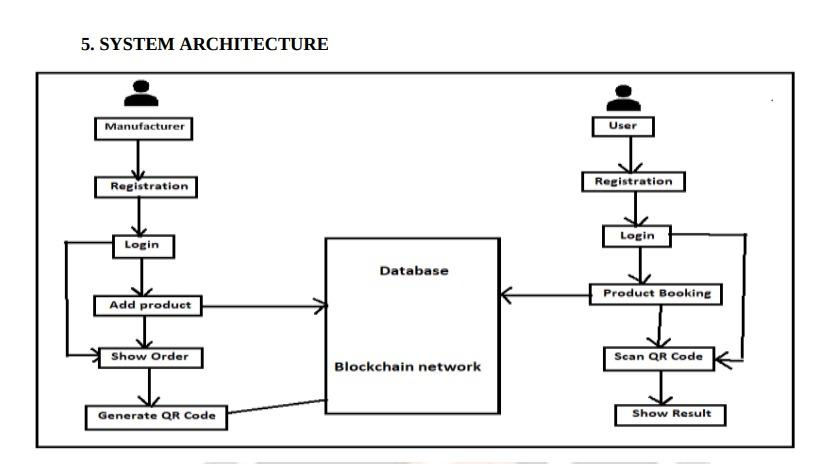 5. SYSTEM ARCHITECTURE
Manufacturer
Registration
Login
Add product
Show Order
Generate QR Code
Database
Blockchain network
User
Registration
Login
Product Booking
Scan QR Code
Show Result